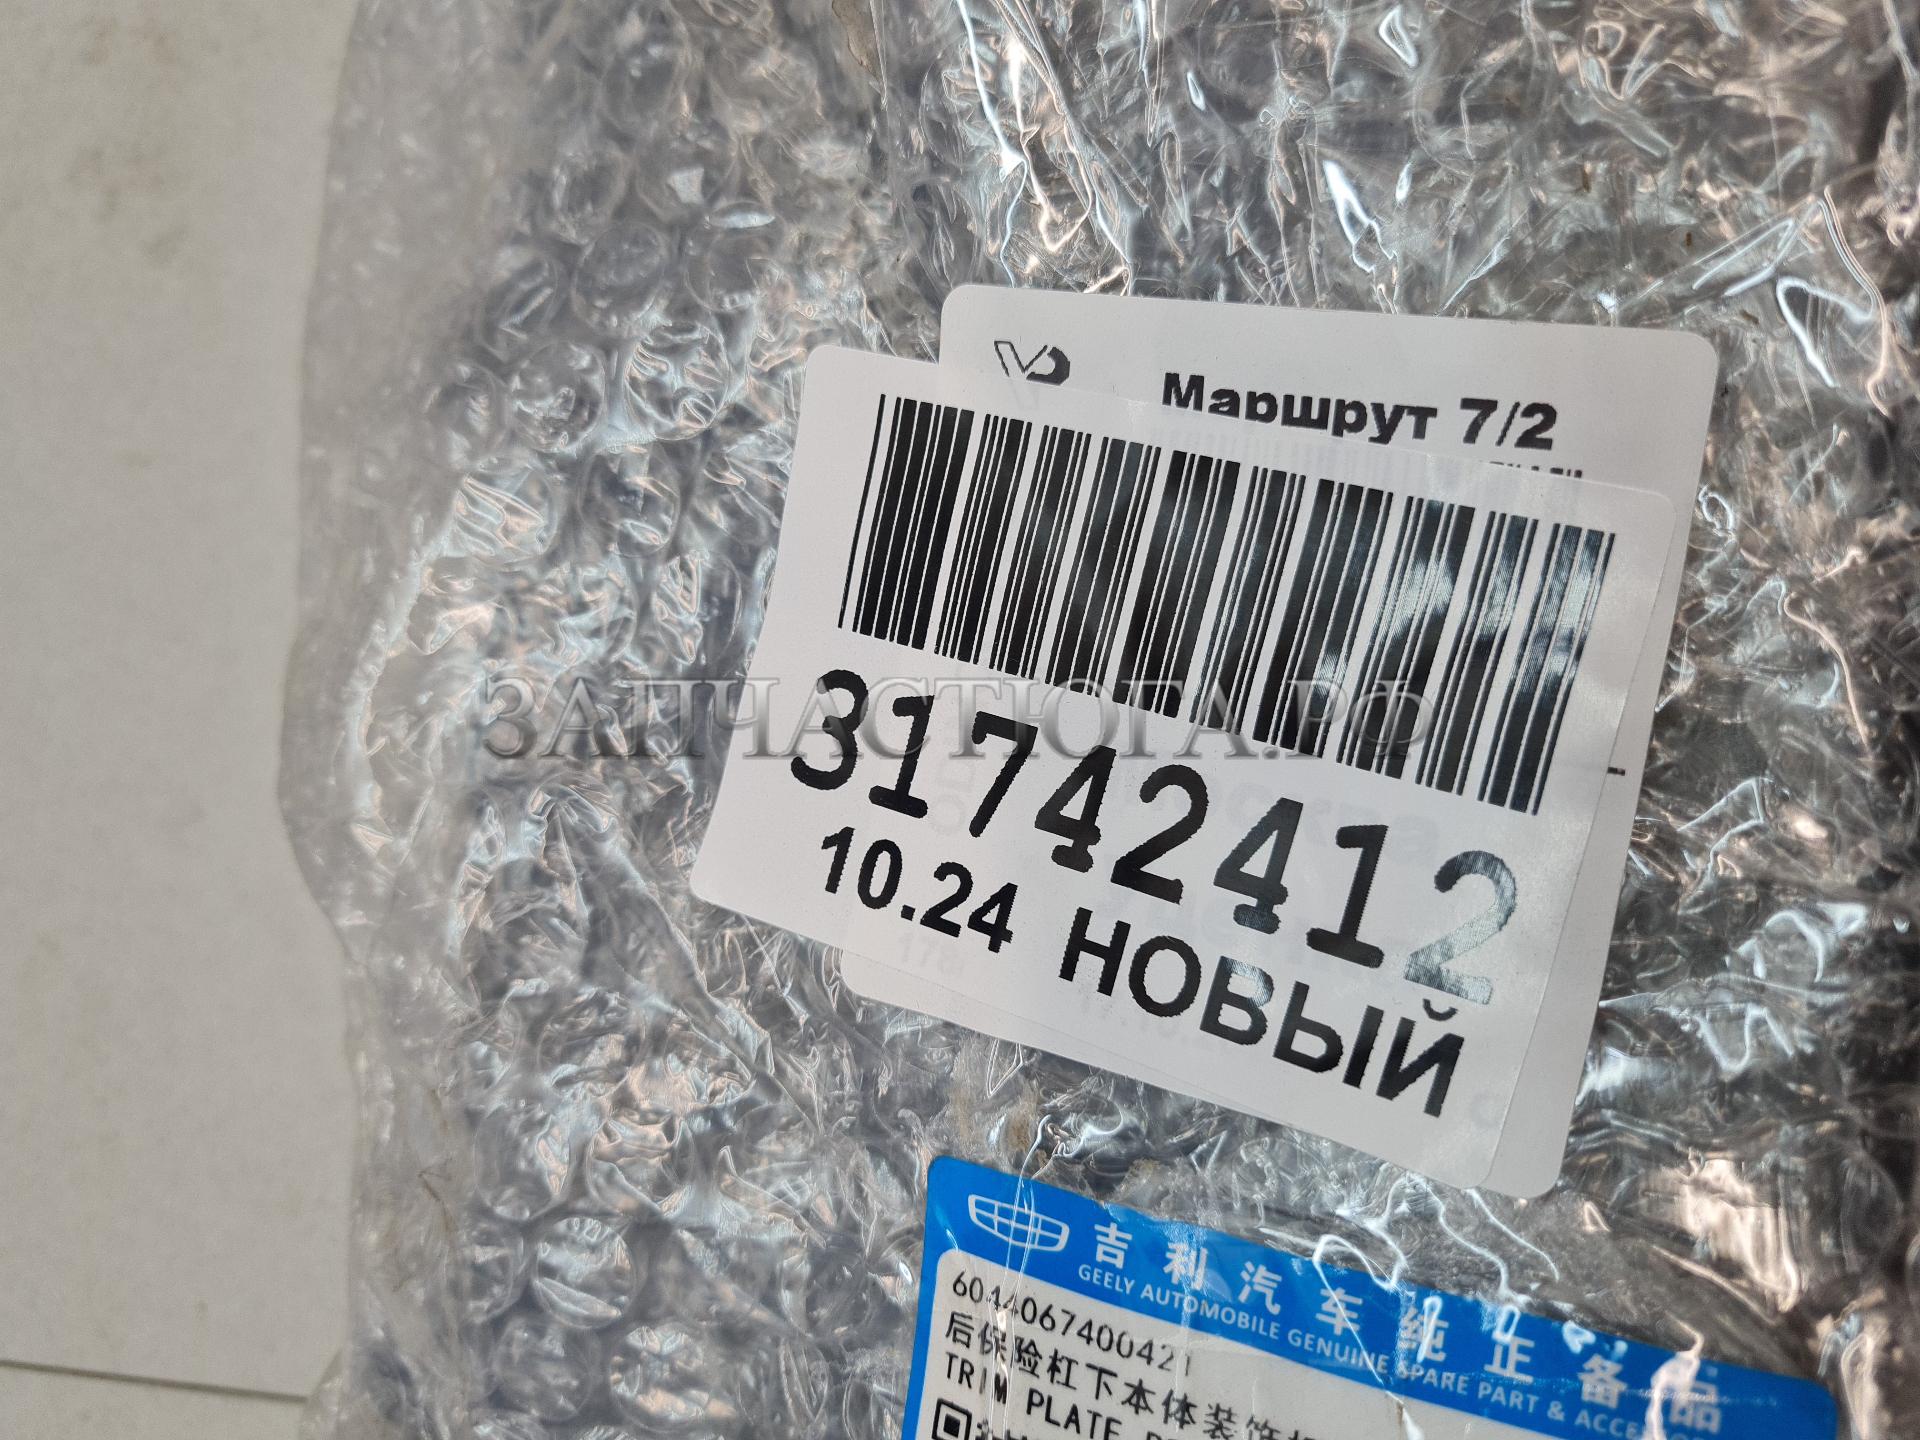 Маршрут 7/2
ЗАПЧАСТЮГА.РФ
31742412
10.24 НОВЫЙ
吉利汽车纯正备品
GEELY AUTOMOBILE GENUINE SPARE PART &
6044067400421
后保险杠下本体装饰
TRIM PLATE